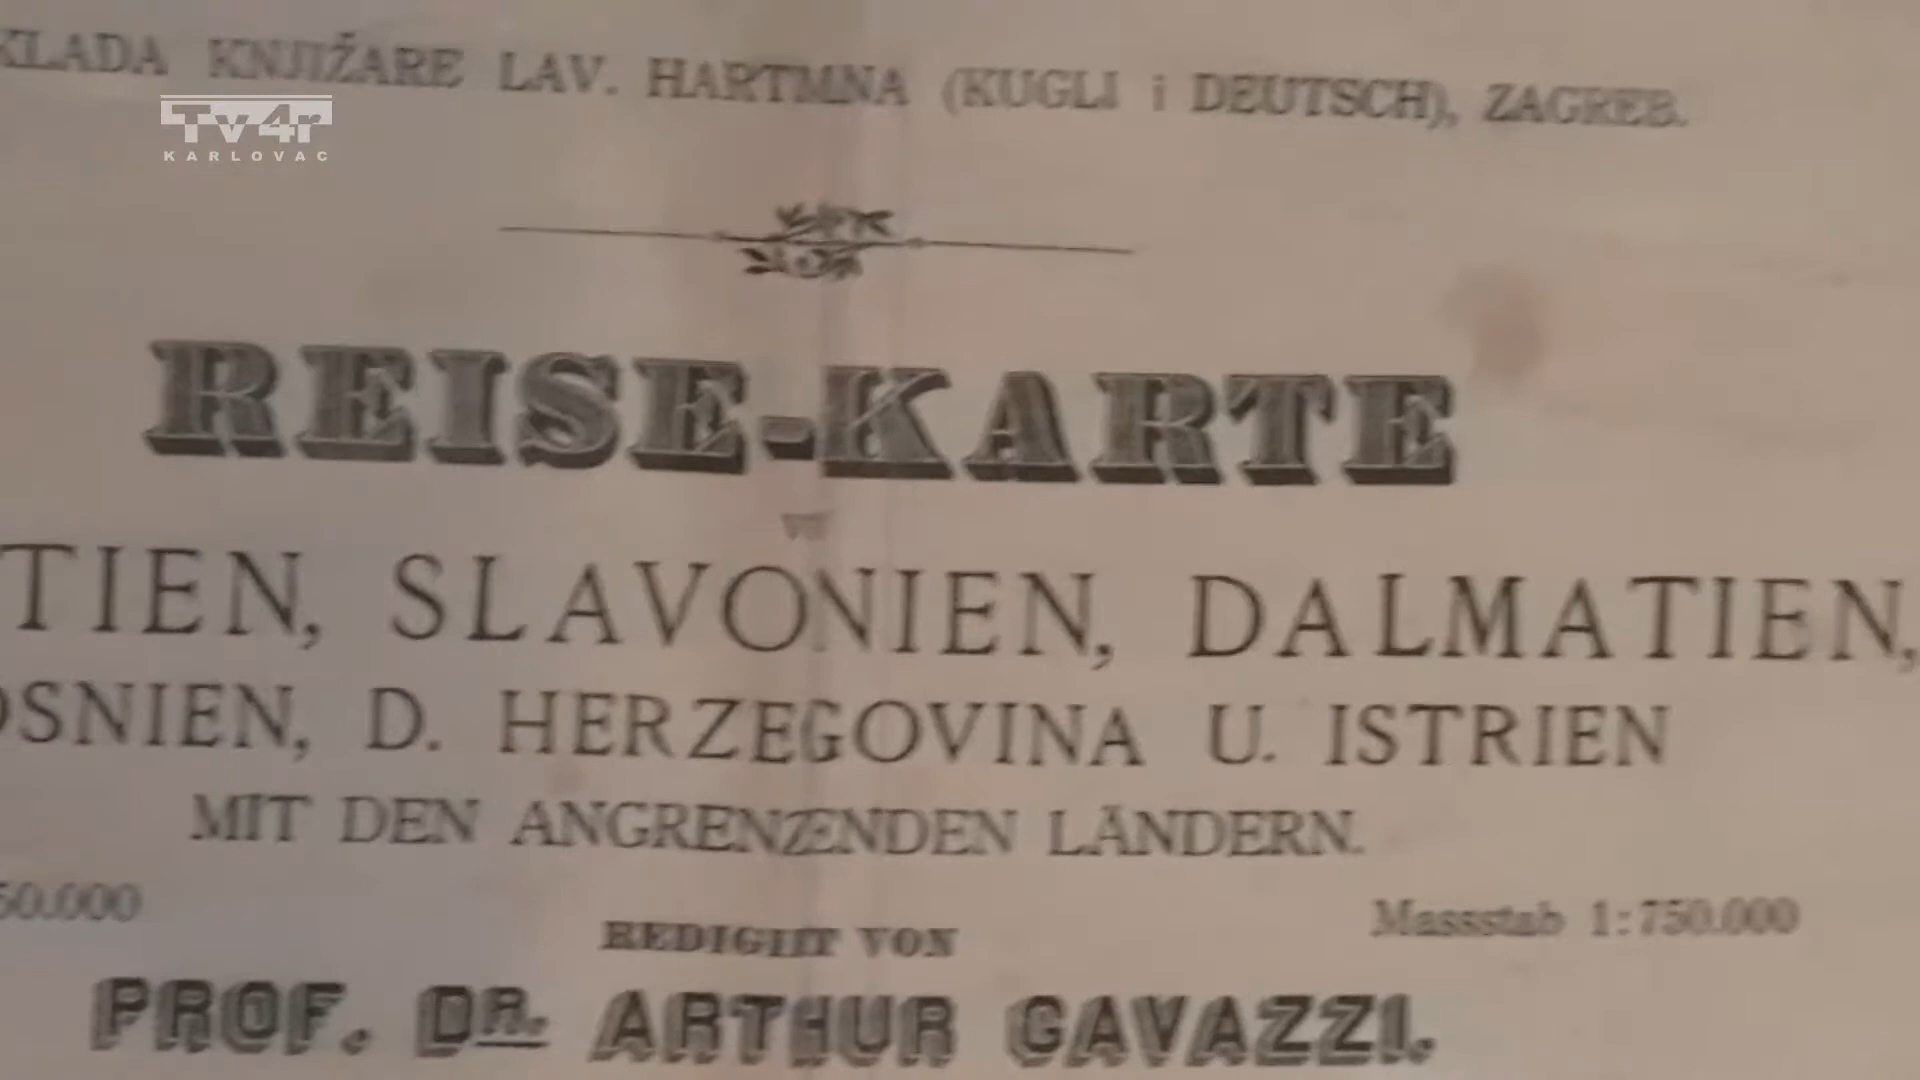 KLADA KNJIŽARE LAV. HARTMNA (KUGLI i DEUTSCH), ZAGREB.
Tv4r
KARLOVAC
REISE-KARTE
TIEN, SLAVONIEN, DALMATIEN,
OSNIEN, D. HERZEGOVINA U. ISTRIEN
MIT DEN ANGRENZENDEN LÄNDERN.
50.000
Massstab 1:750.000
REDIGIRT VON
PROF. DR. ARTHUR GAVAZZI.